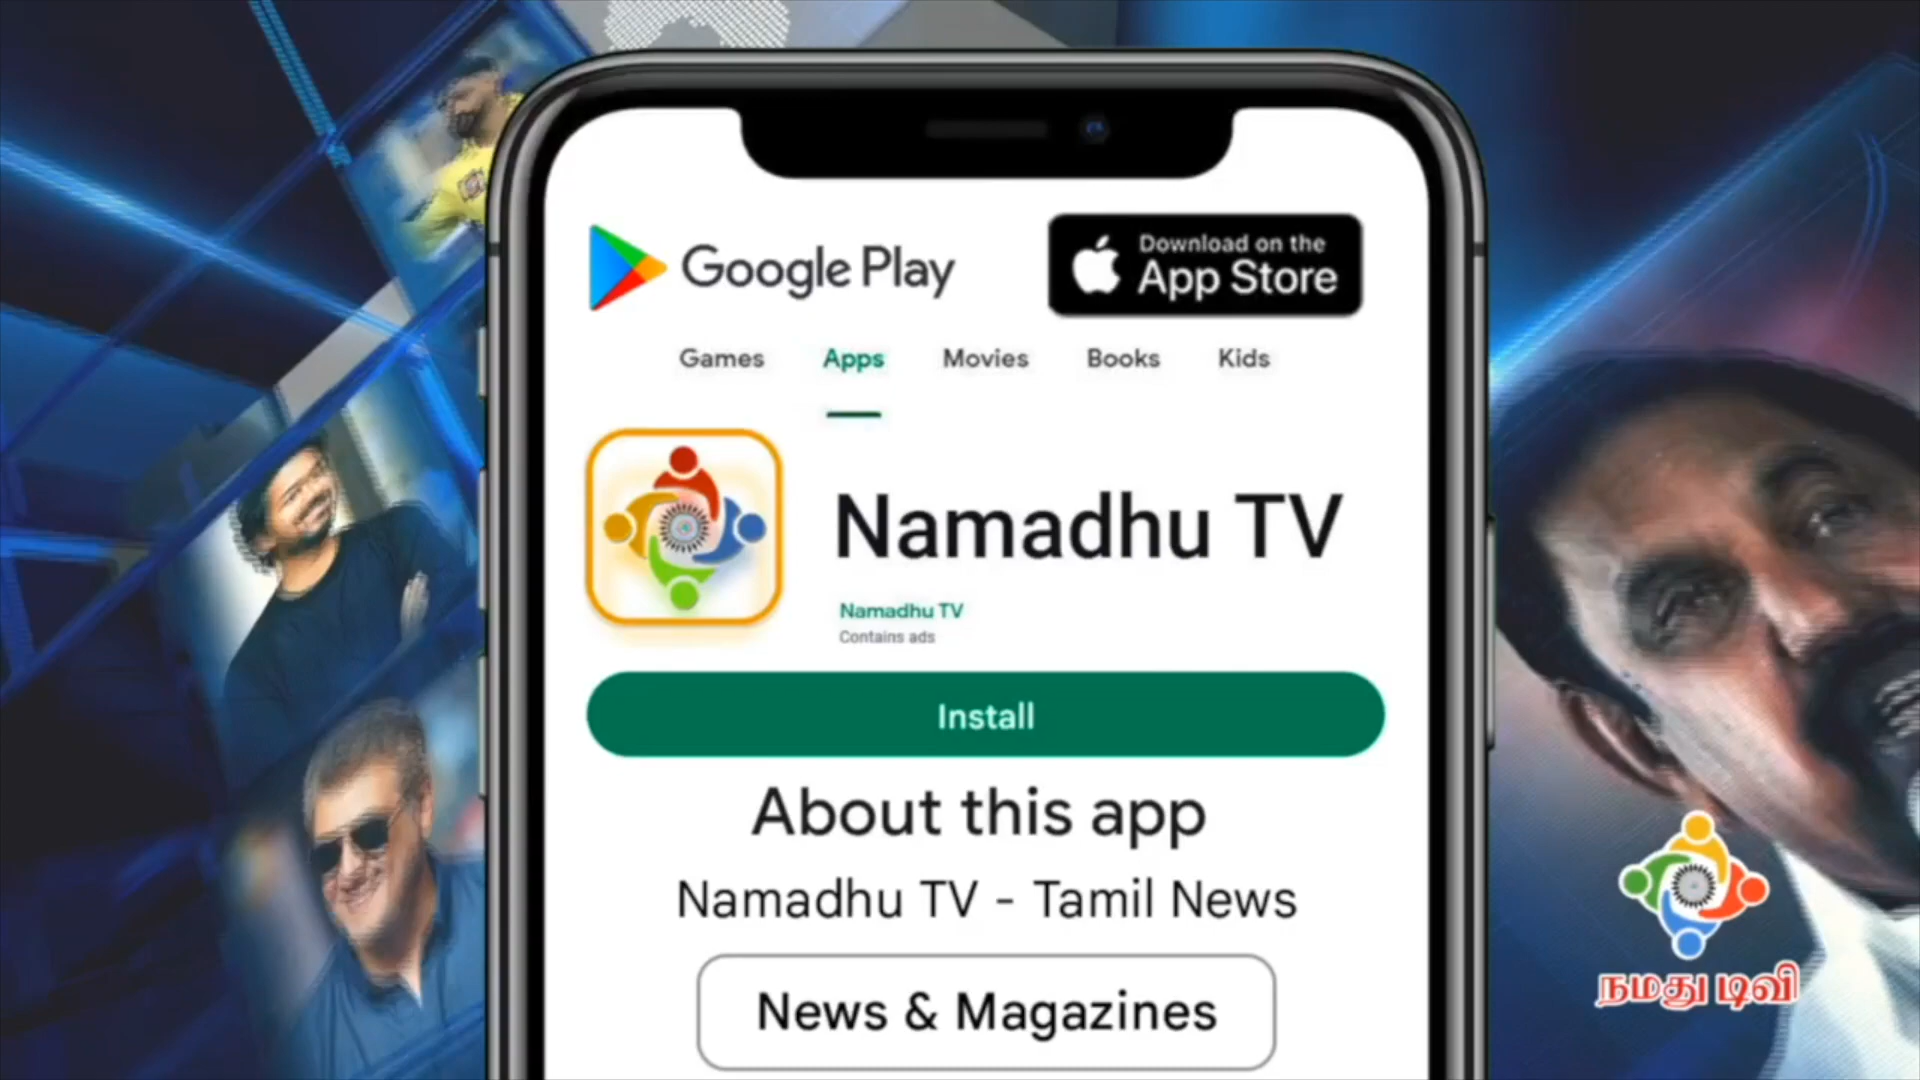 Google Play
Download on the
App Store
Games Apps Movies Books Kids
Namadhu TV
Namadhu TV
Contains ads
Install
About this app
Namadhu TV - Tamil News
News & Magazines
நமது டிவி